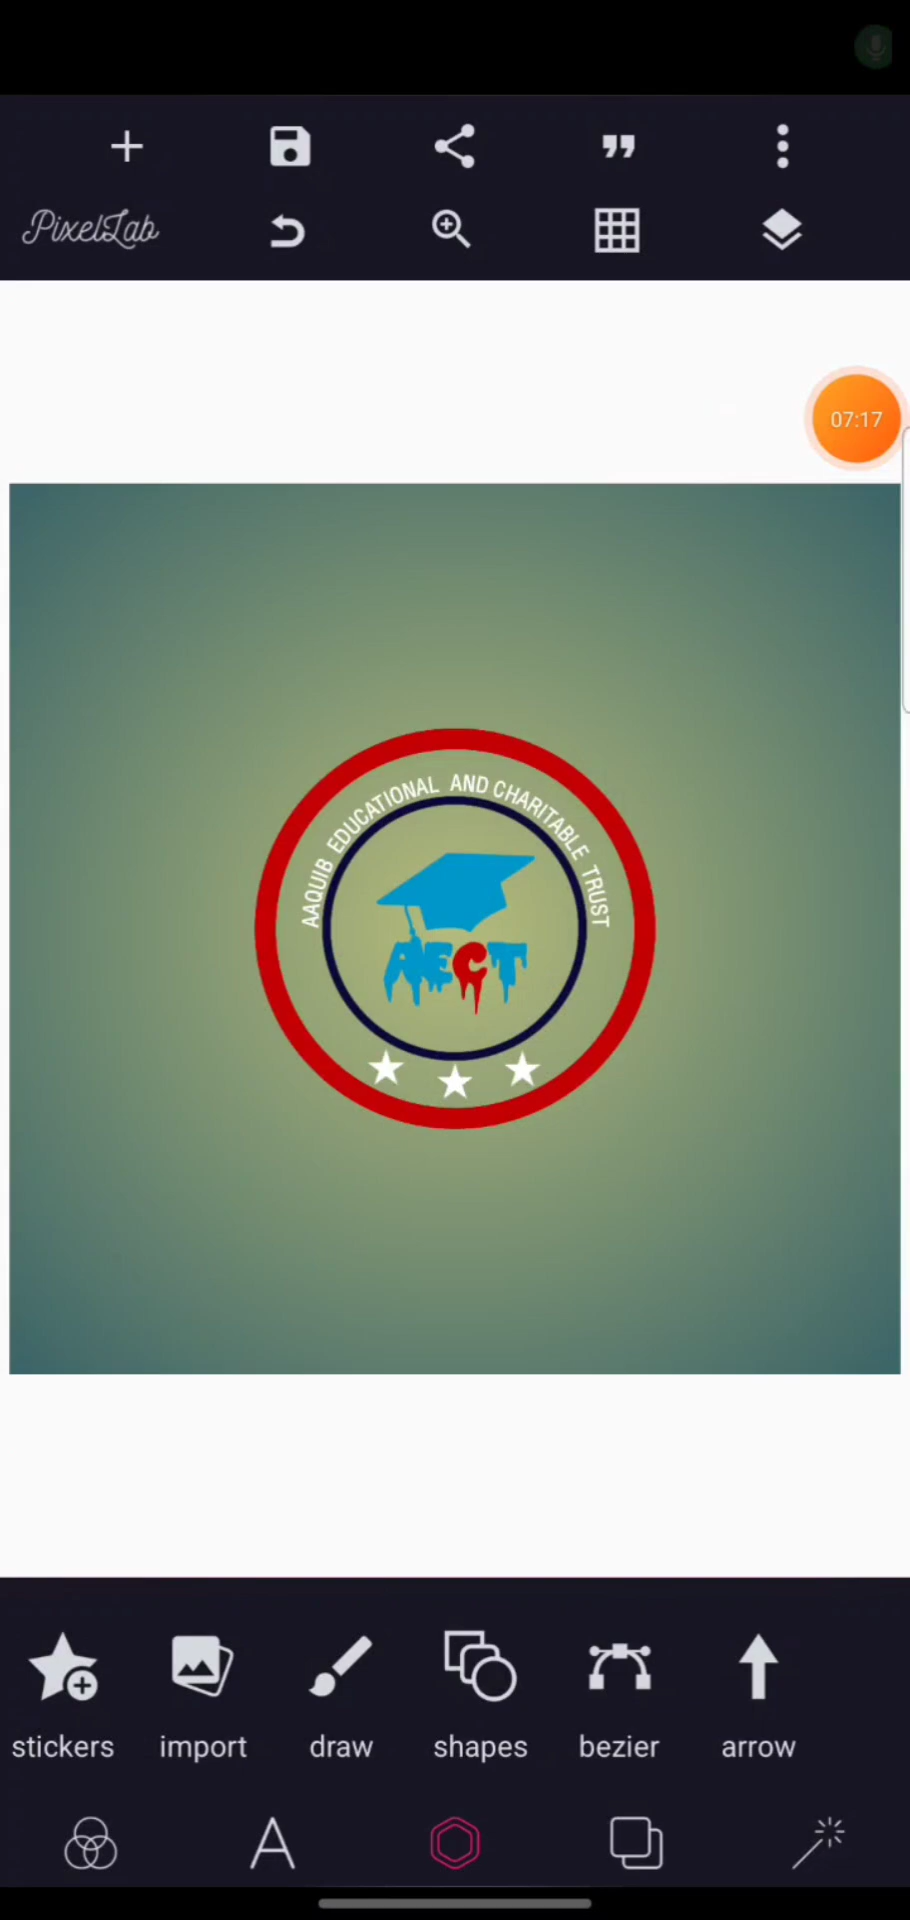 PixelLab
07:17
AAQUIB EDUCATIONAL AND CHARITABLE TRUST
AECT
stickers import draw shapes bezier arrow